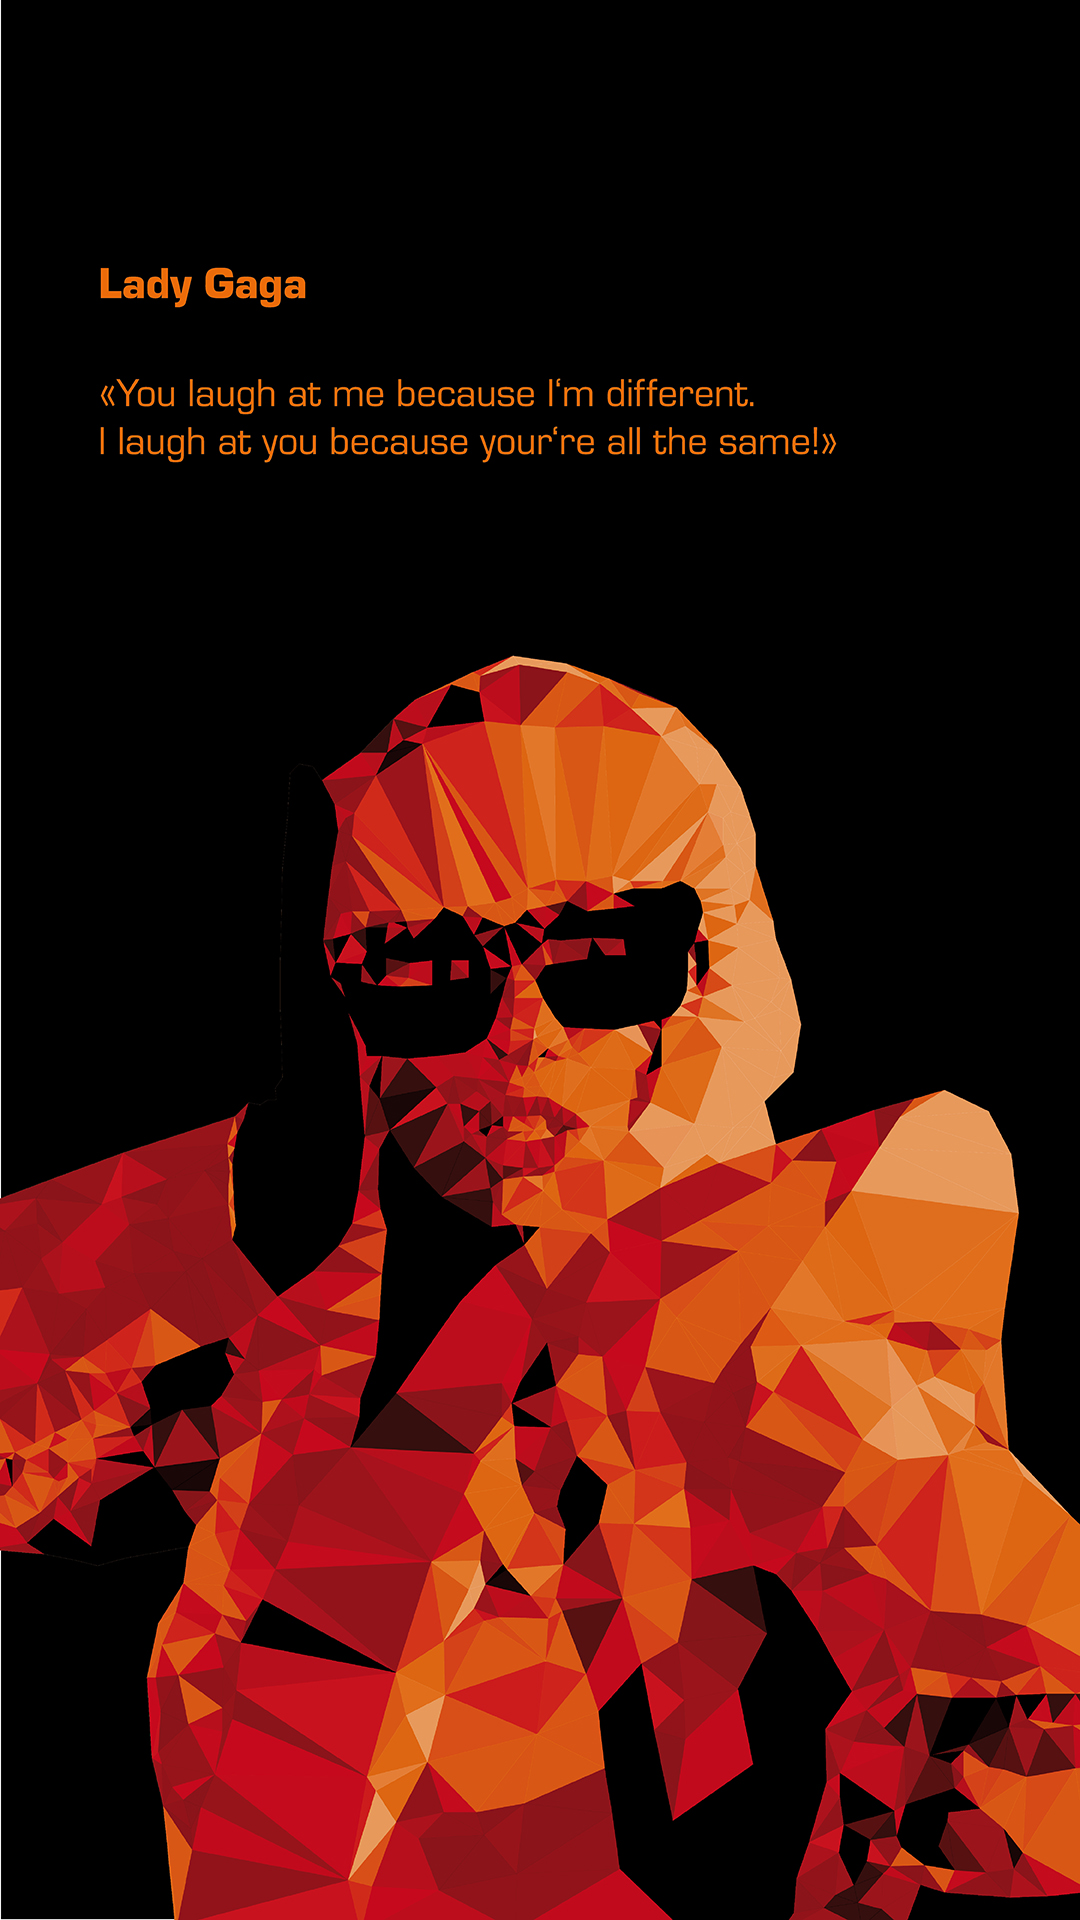 Lady Gaga
«You laugh at me because I‘m different.
I laugh at you because your‘re all the same!»